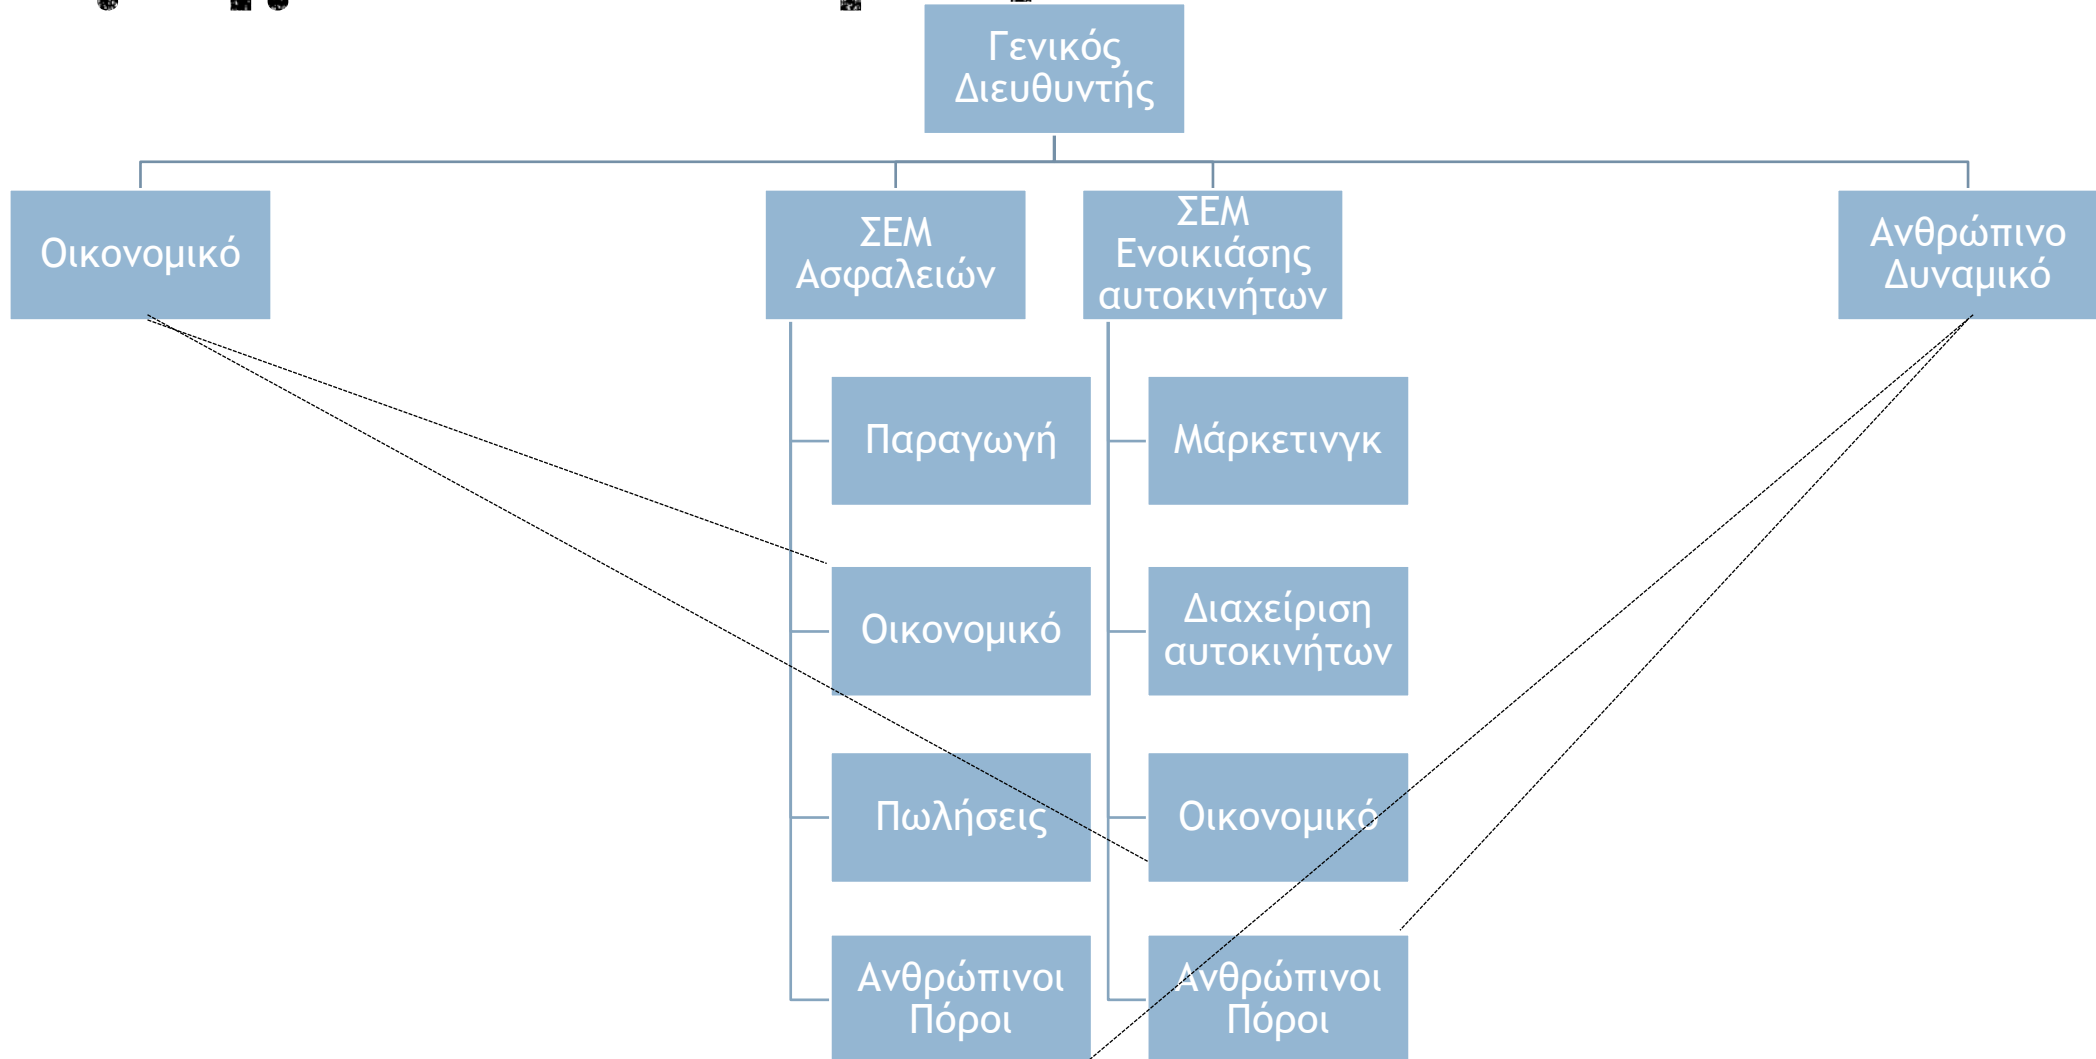 Γενικός
Διευθυντής
Οικονομικό
ΣΕΜ
Ασφαλειών
ΣΕΜ
Ενοικιάσης
αυτοκινήτων
Ανθρώπινο
Δυναμικό
Παραγωγή
Μάρκετινγκ
Οικονομικό
Διαχείριση
αυτοκινήτων
Πωλήσεις
Οικονομικό
Ανθρώπινοι
Πόροι
Ανθρώπινοι
Πόροι